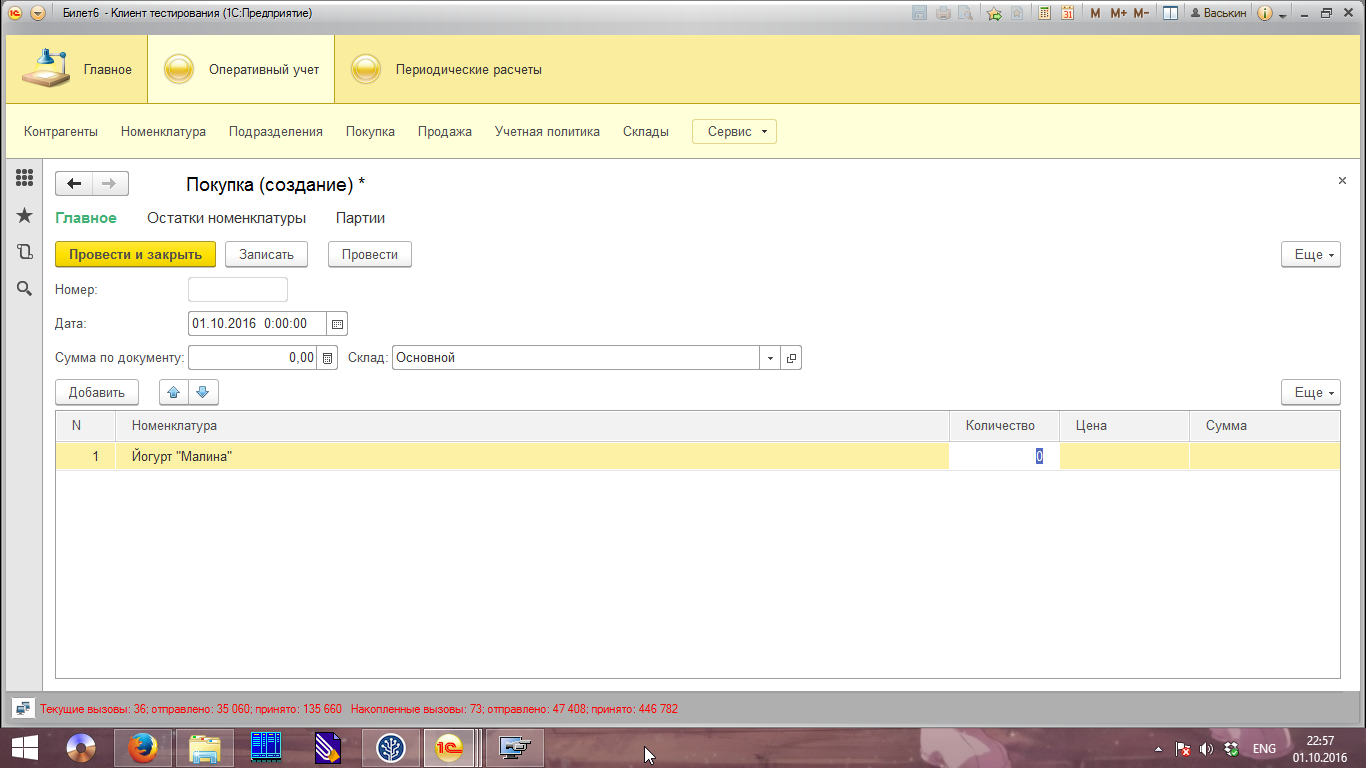 Билет6 - Клиент тестирования (1С:Предприятие)
31 M M+ M- Васькин
Главное Оперативный учет Периодические расчеты
Контрагенты Номенклатура Подразделения Покупка Продажа Учетная политика Склады Сервис
Покупка (создание) *
Главное Остатки номенклатуры Партии
Провести и закрыть Записать Провести Еще
Номер:
Дата: 01.10.2016 0:00:00
Сумма по документу: 0,00 Склад: Основной
Добавить Еще
N Номенклатура Количество Цена Сумма
1 Йогурт "Малина" 0
Текущие вызовы: 36; отправлено: 35 060; принято: 135 660 Накопленные вызовы: 73; отправлено: 47 408; принято: 446 782
1С ENG 22:57
01.10.2016